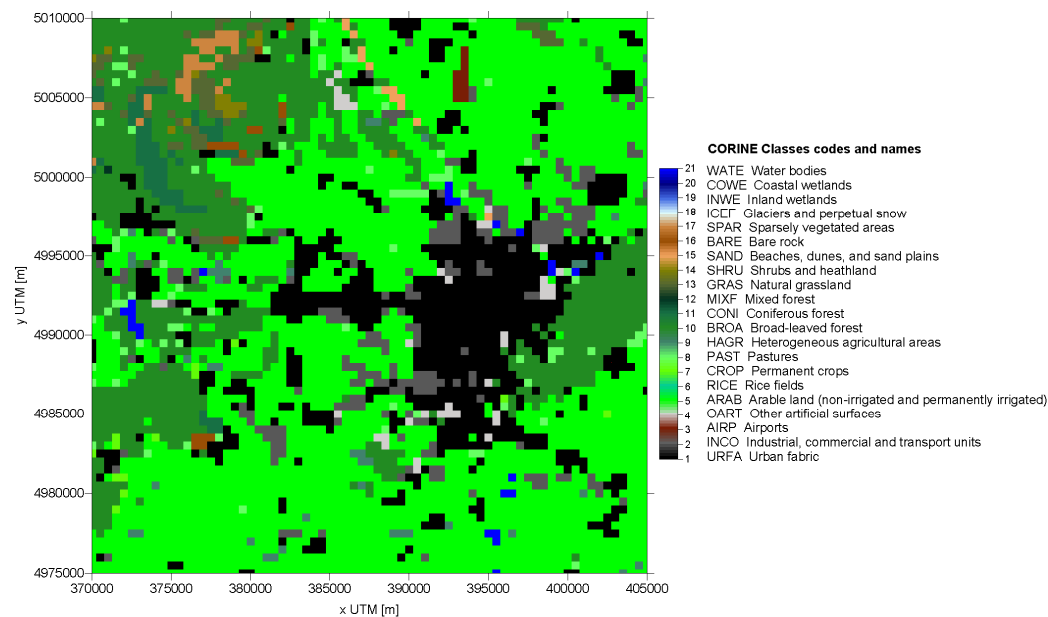 5010000
5005000
5000000
4995000
4990000
4985000
4980000
4975000
y UTM [m]
370000 375000 380000 385000 390000 395000 400000 405000
x UTM [m]
CORINE Classes codes and names
21 WATE Water bodies
20 COWE Coastal wetlands
19 INWE Inland wetlands
18 ICEF Glaciers and perpetual snow
17 SPAR Sparsely vegetated areas
16 BARE Bare rock
15 SAND Beaches, dunes, and sand plains
14 SHRU Shrubs and heathland
13 GRAS Natural grassland
12 MIXF Mixed forest
11 CONI Coniferous forest
10 BROA Broad-leaved forest
9 HAGR Heterogeneous agricultural areas
8 PAST Pastures
7 CROP Permanent crops
6 RICE Rice fields
5 ARAB Arable land (non-irrigated and permanently irrigated)
4 OART Other artificial surfaces
3 AIRP Airports
2 INCO Industrial, commercial and transport units
1 URFA Urban fabric